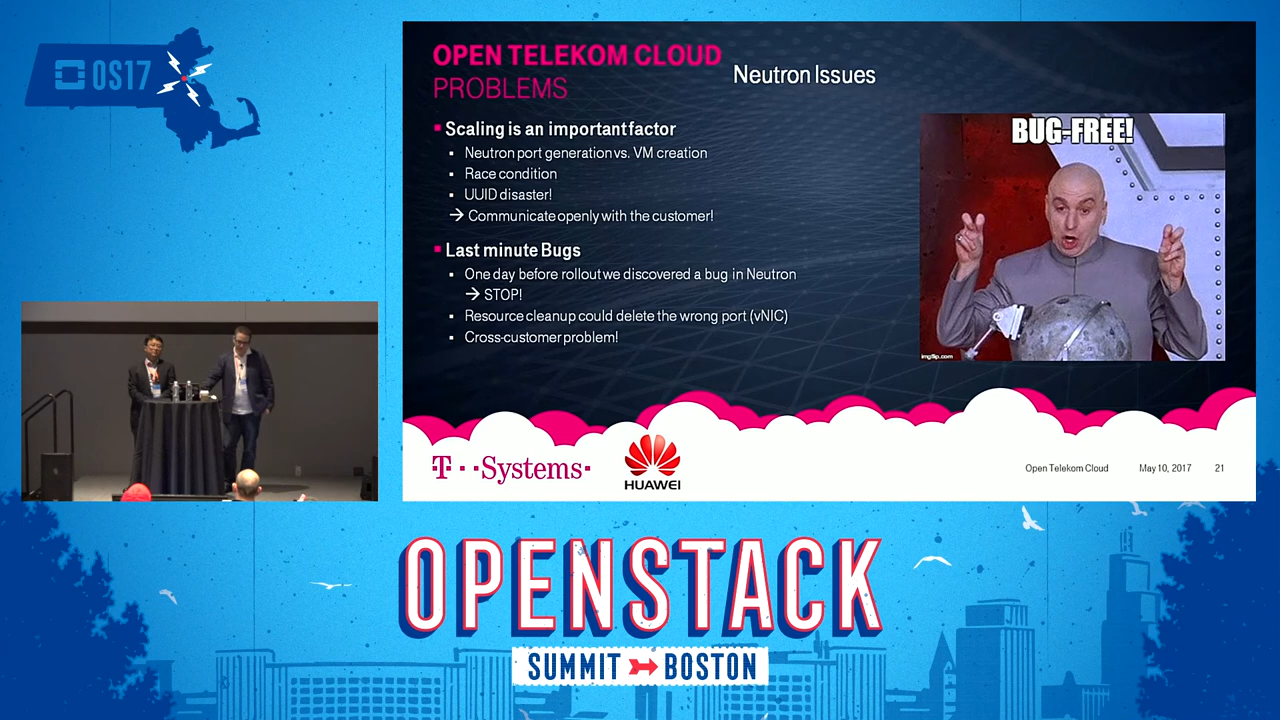 OS17
OPEN TELEKOM CLOUD
PROBLEMS
Neutron Issues
Scaling is an important factor
Neutron port generation vs. VM creation
Race condition
UUID disaster!
→ Communicate openly with the customer!
Last minute Bugs
One day before rollout we discovered a bug in Neutron
→ STOP!
Resource cleanup could delete the wrong port (vNIC)
Cross-customer problem!
BUG-FREE!
imgflip.com
T··Systems·
HUAWEI
Open Telekom Cloud May 10, 2017 21
OPENSTACK
SUMMIT BOSTON